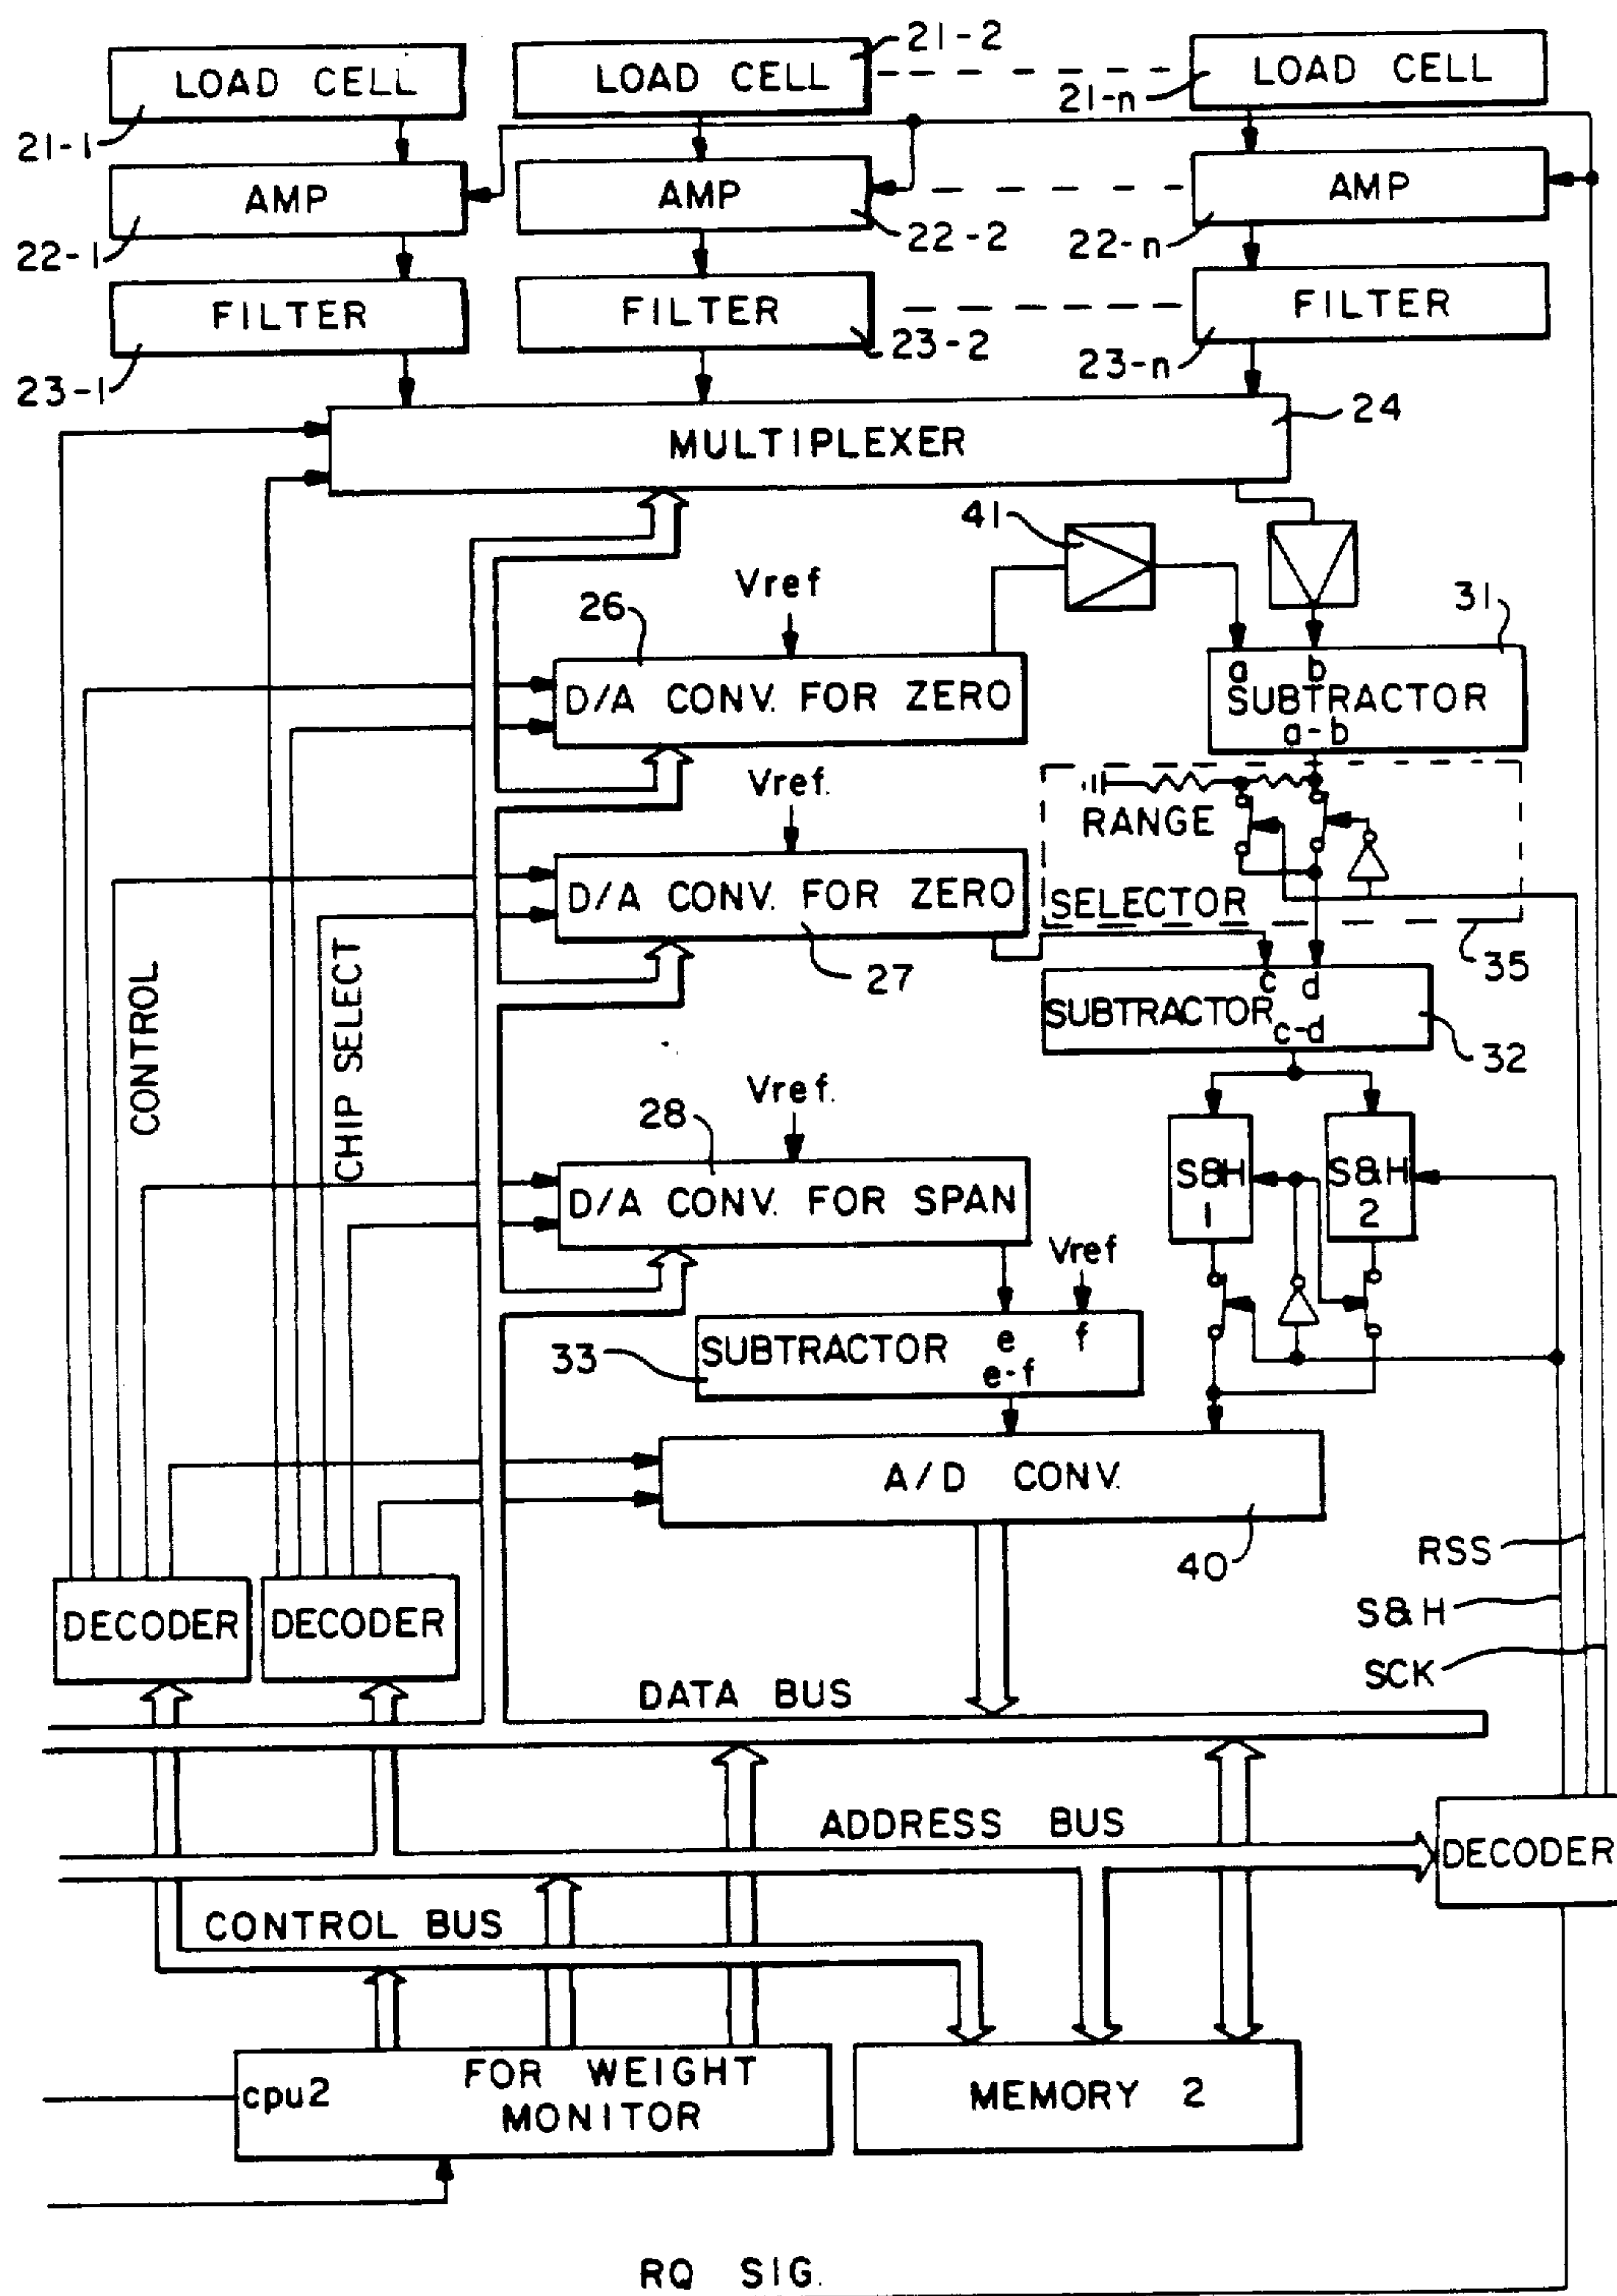 LOAD CELL
LOAD CELL
21-2
LOAD CELL
21-n
21-1
AMP
AMP
AMP
22-1
22-2
22-n
FILTER
FILTER
FILTER
23-1
23-2
23-n
MULTIPLEXER
24
41
Vref
26
31
D/A CONV. FOR ZERO
a b
SUBTRACTOR
a-b
Vref.
RANGE
D/A CONV. FOR ZERO
SELECTOR
27
35
c d
SUBTRACTOR
c-d
32
CONTROL
CHIP SELECT
Vref.
28
S&H
1
S&H
2
D/A CONV. FOR SPAN
Vref
SUBTRACTOR e f
e-f
33
A/D CONV.
40
RSS
S&H
SCK
DECODER
DECODER
DATA BUS
ADDRESS BUS
DECODER
CONTROL BUS
cpu2
FOR WEIGHT
MONITOR
MEMORY 2
RQ SIG.